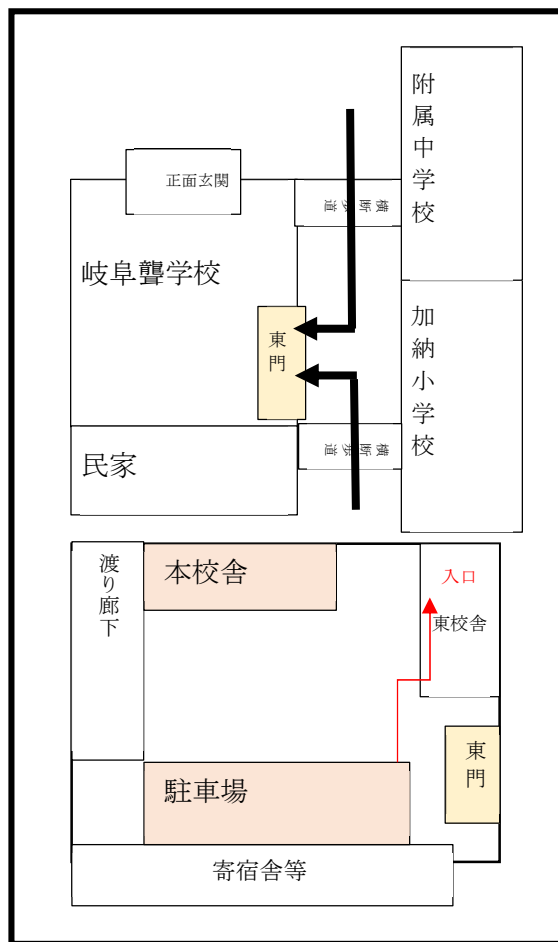 附属中学校
正面玄関
横断歩道
岐阜聾学校
加納小学校
東門
横断歩道
民家
渡り廊下
本校舎
入口
東校舎
東門
駐車場
寄宿舎等